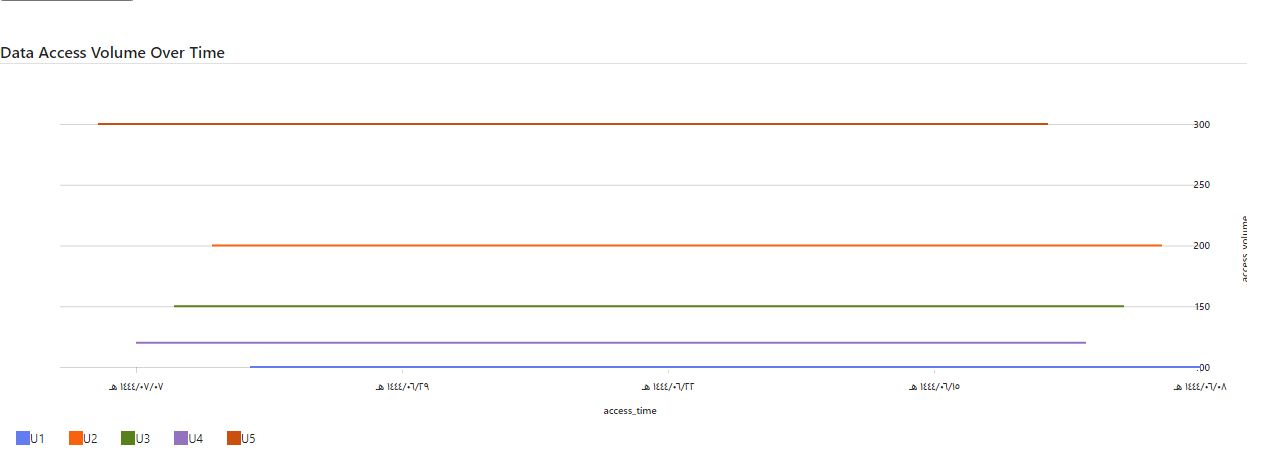 Data Access Volume Over Time
300
250
200
150
100
access_volume
١٤٤٤/٠٧/٠٧ هـ ١٤٤٤/٠٦/٢٩ هـ ١٤٤٤/٠٦/٢٢ هـ ١٤٤٤/٠٦/١٥ هـ ١٤٤٤/٠٦/٠٨ هـ
access_time
U1 U2 U3 U4 U5